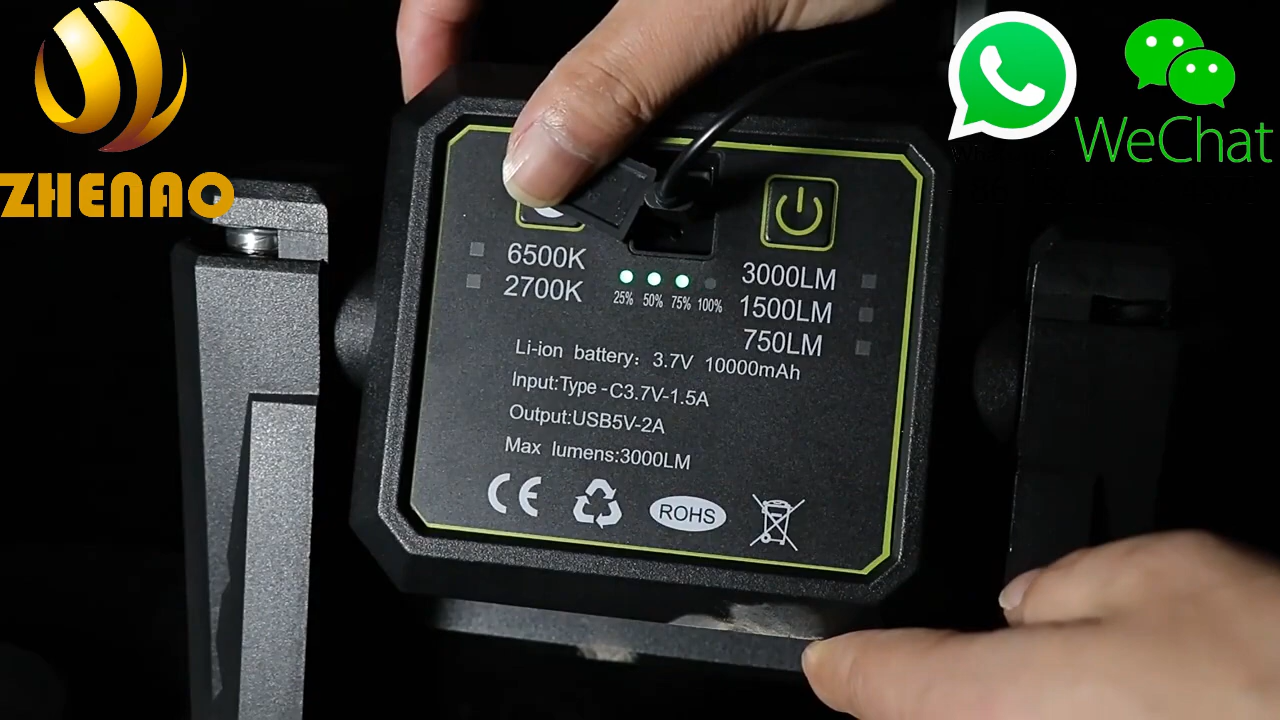 ZHENAO
WeChat
6500K
2700K
25% 50% 75% 100%
3000LM
1500LM
750LM
Li-ion battery: 3.7V 10000mAh
Input:Type-C3.7V-1.5A
Output:USB5V-2A
Max lumens:3000LM
CE
ROHS